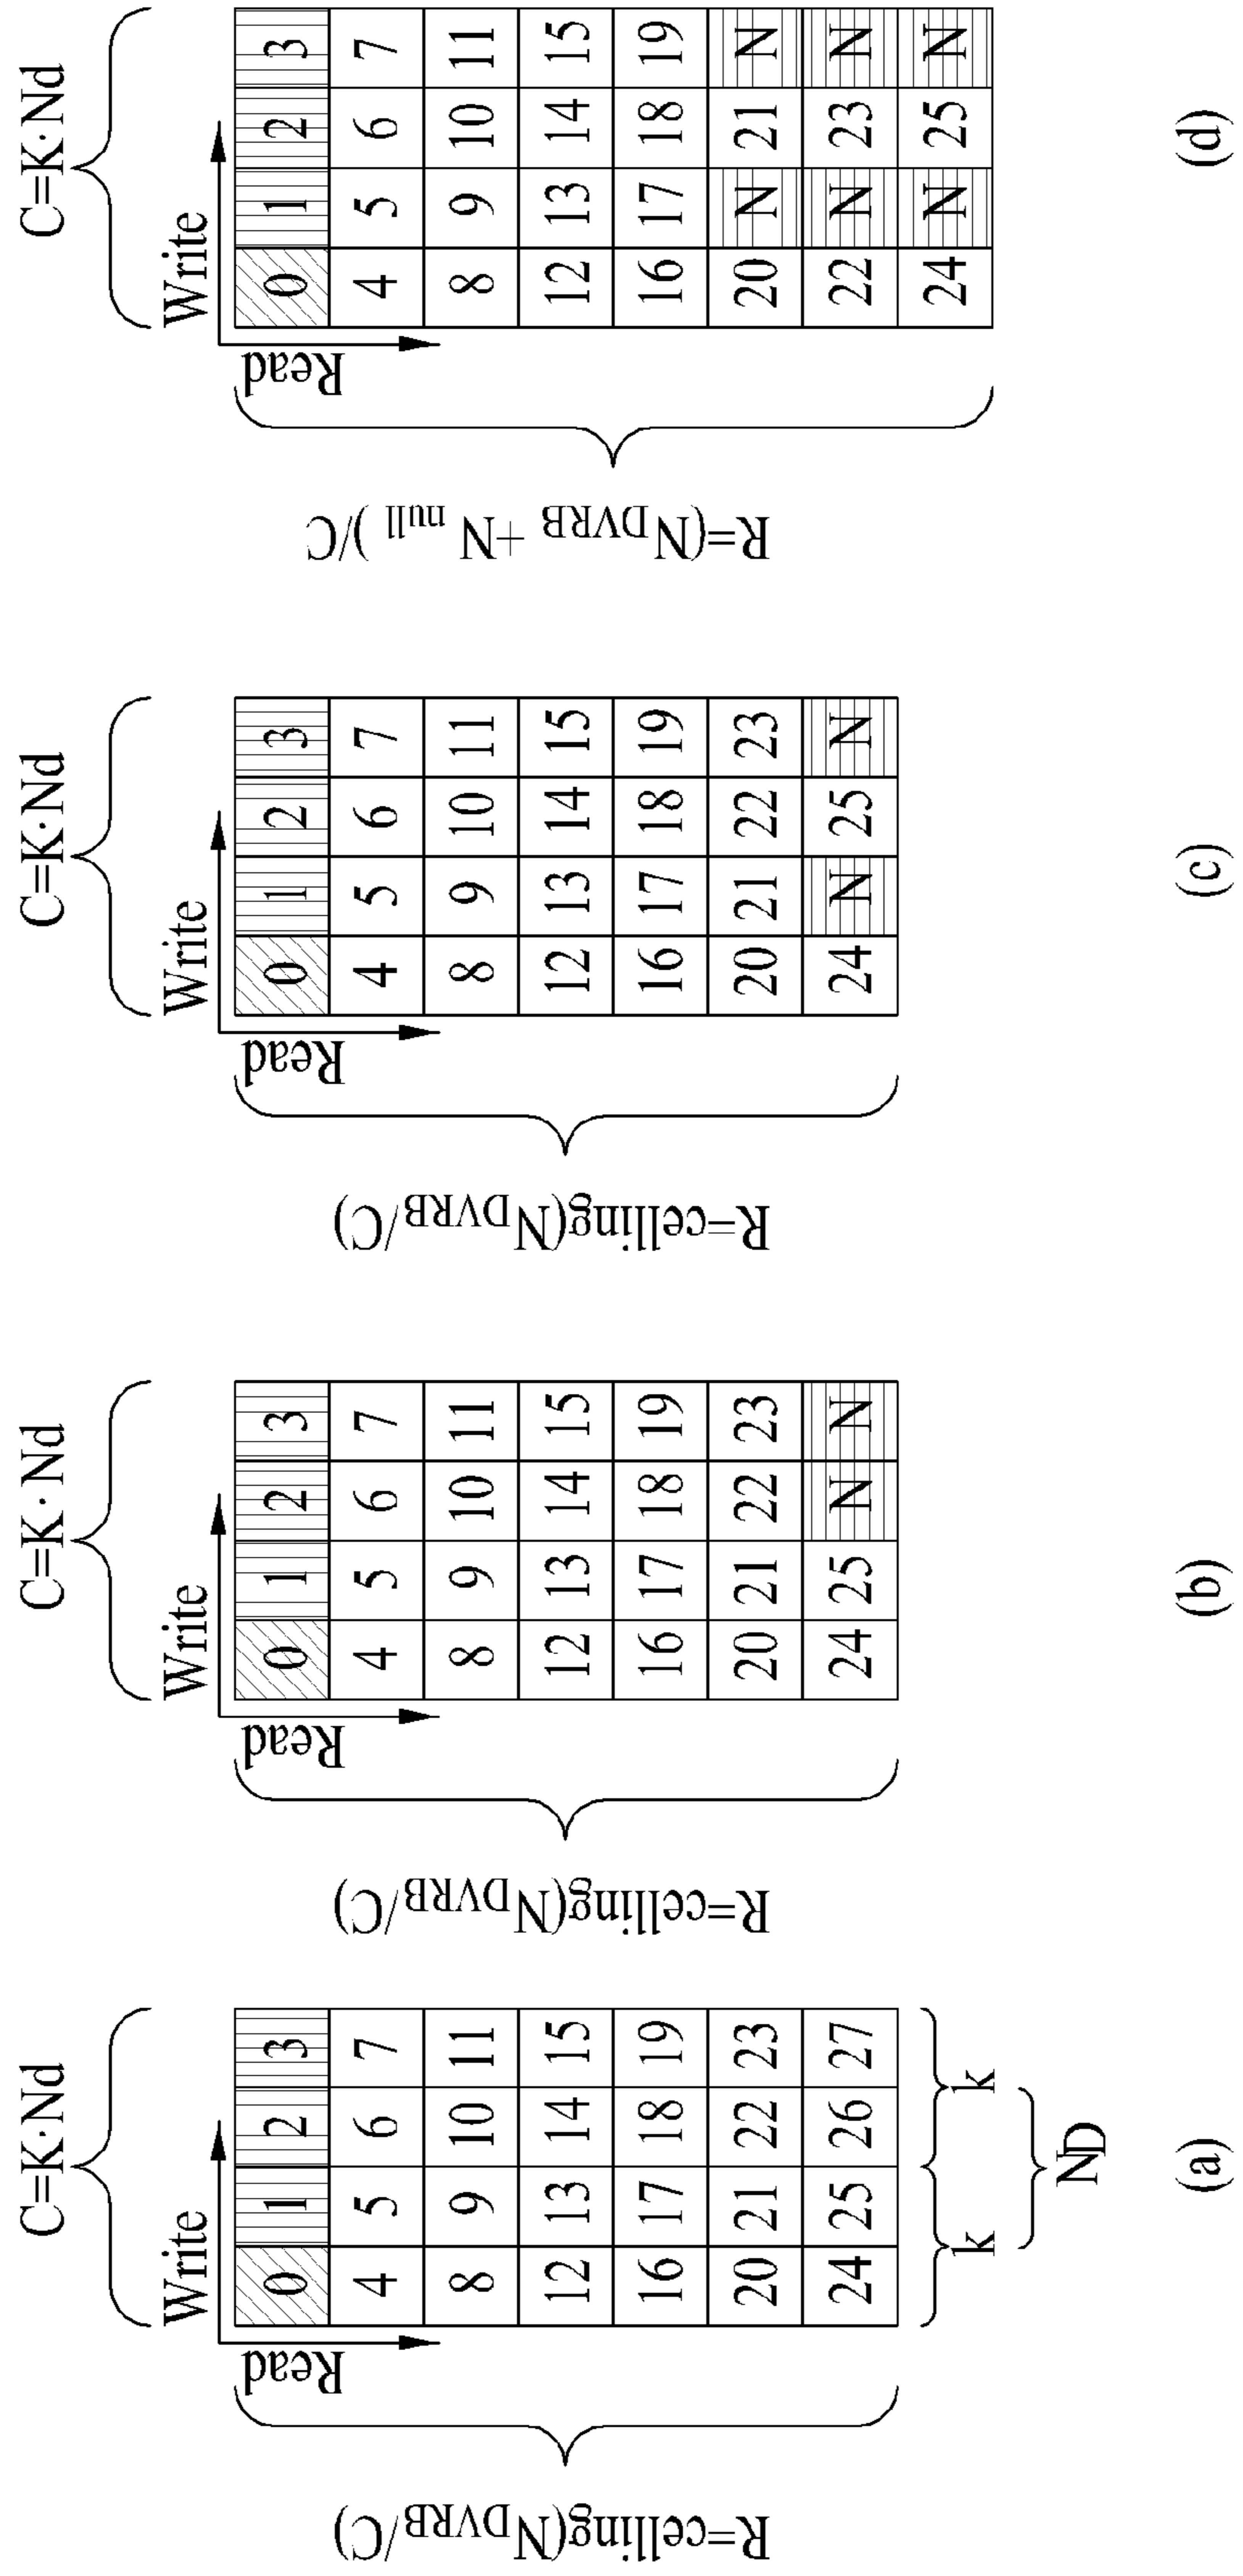 C=K·Nd
Write
Read
R=celling(NDVRB/C)
0 1 2 3
4 5 6 7
8 9 10 11
12 13 14 15
16 17 18 19
20 21 22 23
24 25 26 27
k k
ND
(a)
C=K·Nd
Write
Read
R=celling(NDVRB/C)
0 1 2 3
4 5 6 7
8 9 10 11
12 13 14 15
16 17 18 19
20 21 22 23
24 25 N N
(b)
C=K·Nd
Write
Read
R=celling(NDVRB/C)
0 1 2 3
4 5 6 7
8 9 10 11
12 13 14 15
16 17 18 19
20 21 22 23
24 N 25 N
(c)
C=K·Nd
Write
Read
R=(NDVRB +N null )/C
0 1 2 3
4 5 6 7
8 9 10 11
12 13 14 15
16 17 18 19
20 N 21 N
22 N 23 N
24 N 25 N
(d)